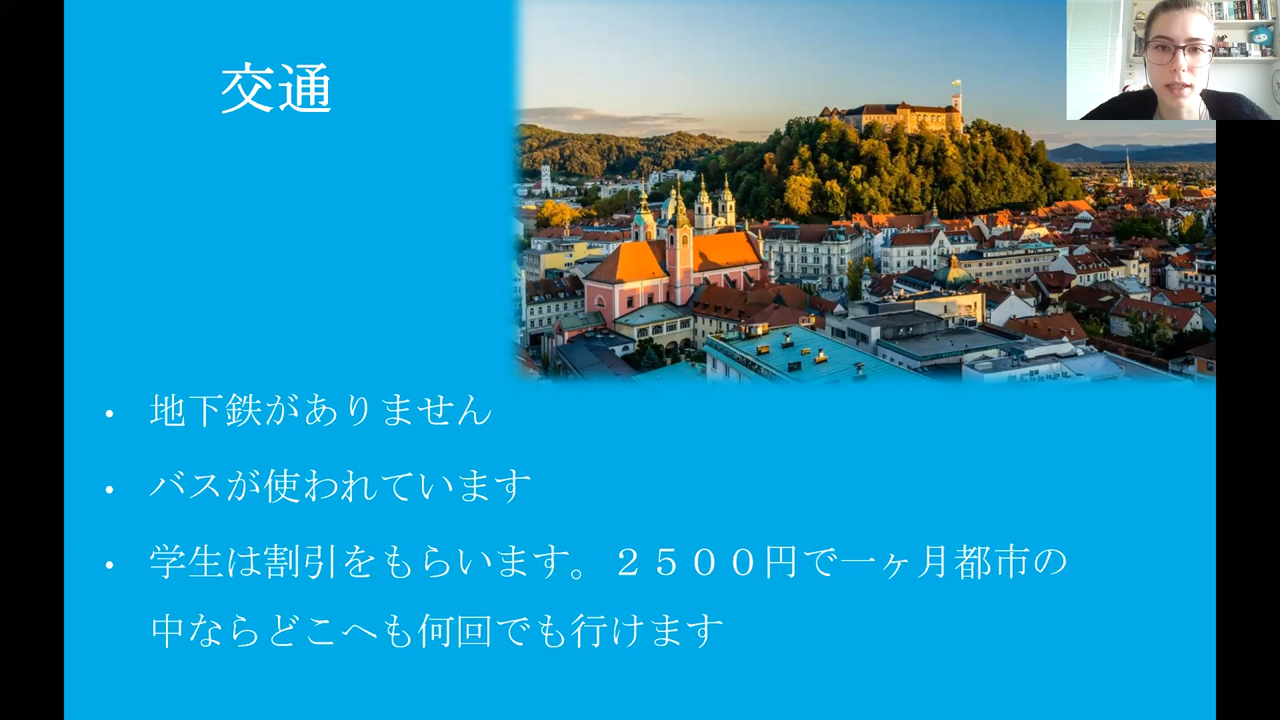 交通
• 地下鉄がありません
• バスが使われています
• 学生は割引をもらいます。２５００円で一ヶ月都市の
中ならどこへも何回でも行けます